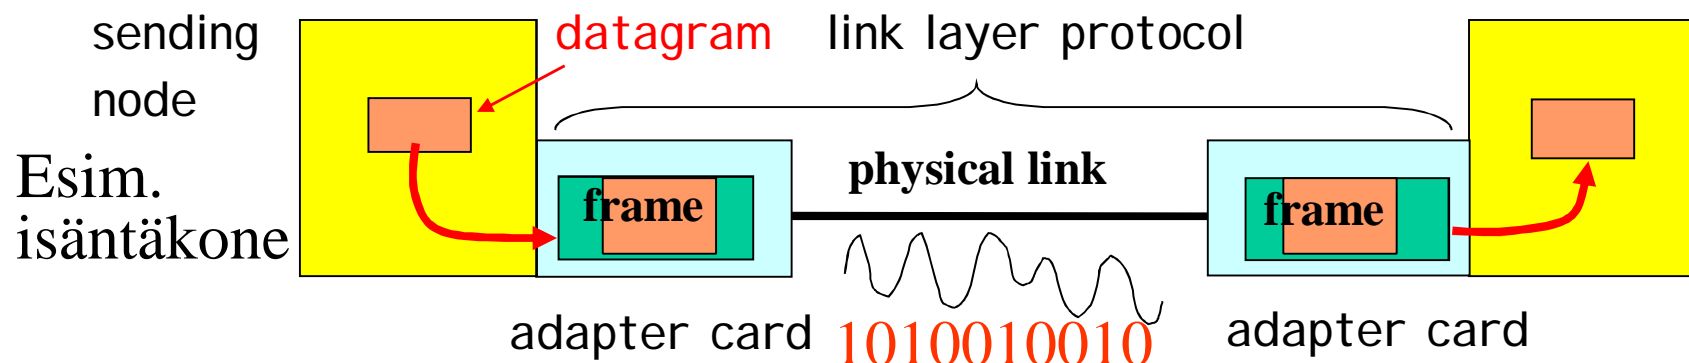 sending
node
Esim.
isäntäkone
datagram
link layer protocol
frame
physical link
frame
adapter card
1010010010
adapter card